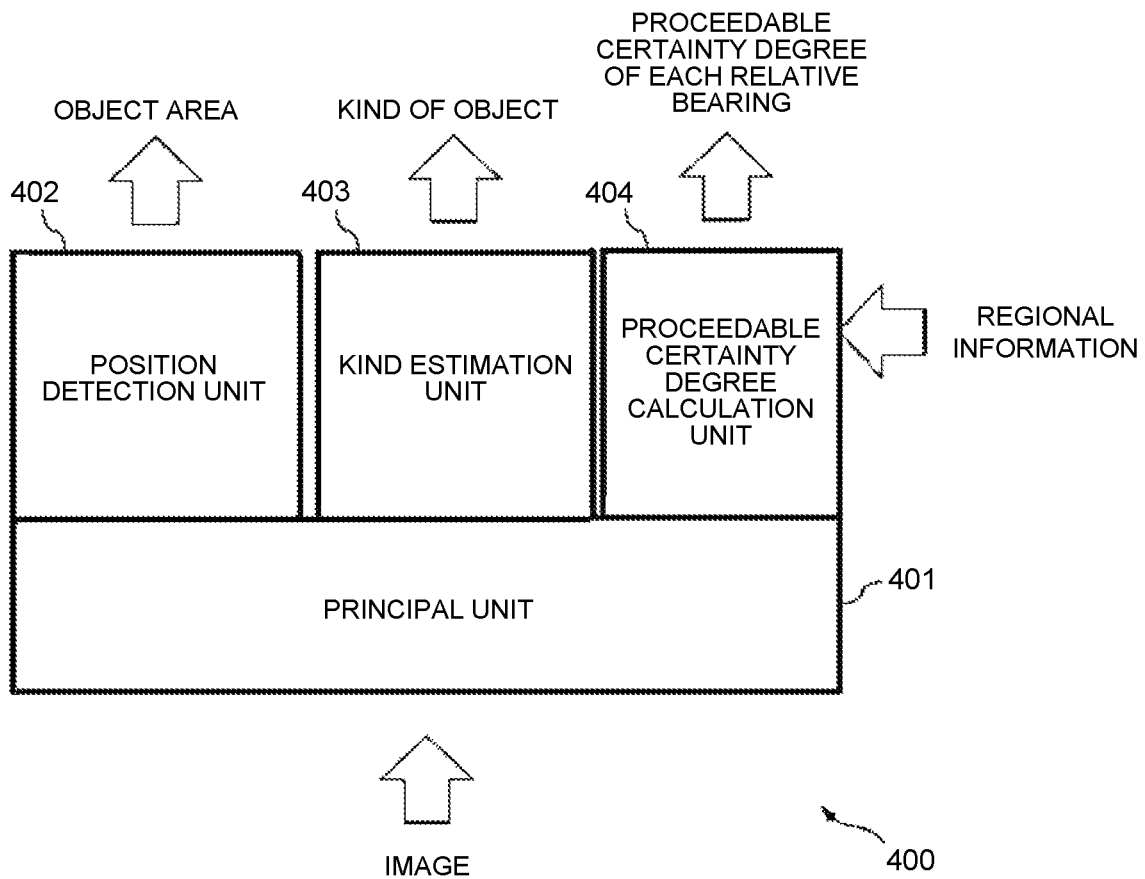 PROCEEDABLE
CERTAINTY DEGREE
OF EACH RELATIVE
BEARING
OBJECT AREA
KIND OF OBJECT
402
403
404
POSITION
DETECTION UNIT
KIND ESTIMATION
UNIT
PROCEEDABLE
CERTAINTY
DEGREE
CALCULATION
UNIT
REGIONAL
INFORMATION
PRINCIPAL UNIT
401
IMAGE
400